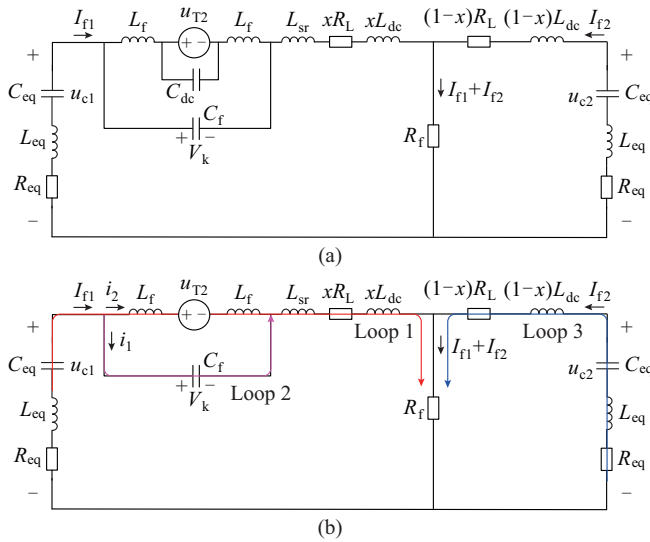 I_f1 L_f u_T2 L_f L_sr xR_L xL_dc (1−x)R_L (1−x)L_dc I_f2
+ + − +
C_eq u_c1 C_dc I_f1+I_f2 u_c2 C_eq
C_f
+ −
V_k
L_eq R_f L_eq
R_eq R_eq
− −
(a)
I_f1 i_2 L_f u_T2 L_f L_sr xR_L xL_dc (1−x)R_L (1−x)L_dc I_f2
+ + − Loop 1 Loop 3 +
i_1 I_f1+I_f2
C_eq u_c1 C_f u_c2 C_eq
+ −
V_k Loop 2
L_eq R_f L_eq
R_eq R_eq
− −
(b)